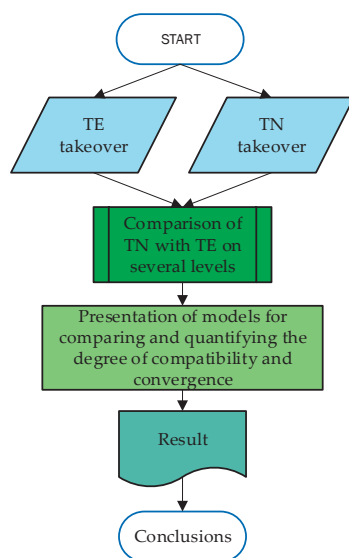 START
TE
takeover
TN
takeover
Comparison of
TN with TE on
several levels
Presentation of models for
comparing and quantifying the
degree of compatibility and
convergence
Result
Conclusions